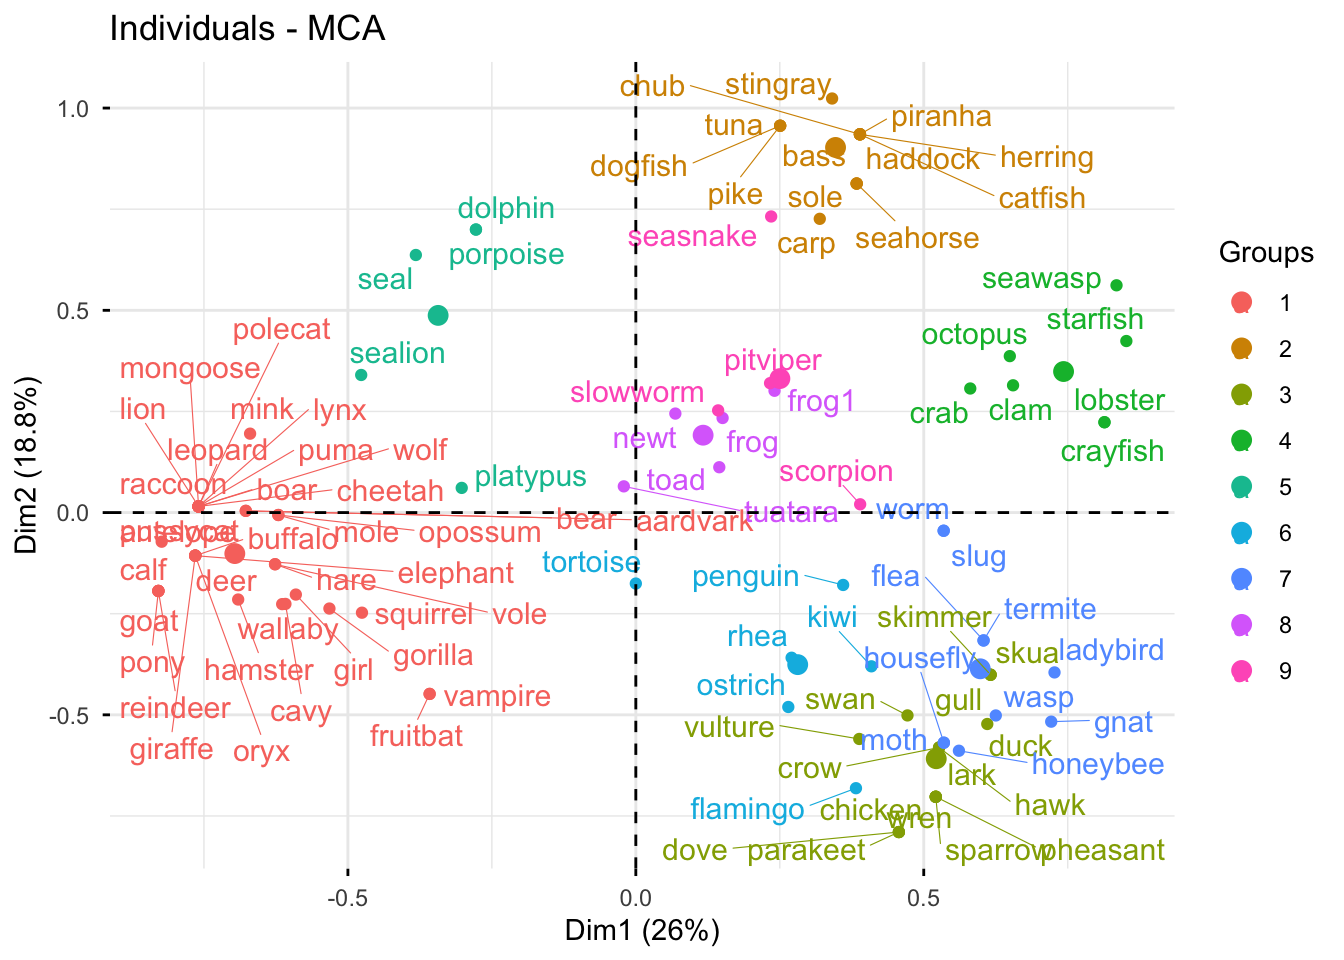 Individuals - MCA
chub
stingray
piranha
tuna
bass
haddock
herring
dogfish
pike
sole
catfish
seasnake
carp
seahorse
dolphin
porpoise
seal
sealion
polecat
mongoose
lion
mink
lynx
leopard
puma
wolf
raccoon
boar
cheetah
platypus
seawasp
starfish
octopus
crab
clam
lobster
crayfish
pitviper
slowworm
frog1
newt
frog
toad
scorpion
tuatara
bear
aardvark
worm
pussycat
antelope
buffalo
mole
opossum
tortoise
slug
calf
deer
hare
elephant
penguin
flea
goat
wallaby
squirrel
vole
kiwi
skimmer
termite
pony
hamster
girl
gorilla
rhea
housefly
skua
ladybird
reindeer
cavy
vampire
ostrich
swan
gull
wasp
giraffe
oryx
fruitbat
vulture
moth
duck
gnat
crow
lark
honeybee
flamingo
chicken
wren
hawk
dove
parakeet
sparrow
pheasant
1.0
0.5
0.0
-0.5
Dim2 (18.8%)
-0.5
0.0
0.5
Dim1 (26%)
Groups
1
2
3
4
5
6
7
8
9